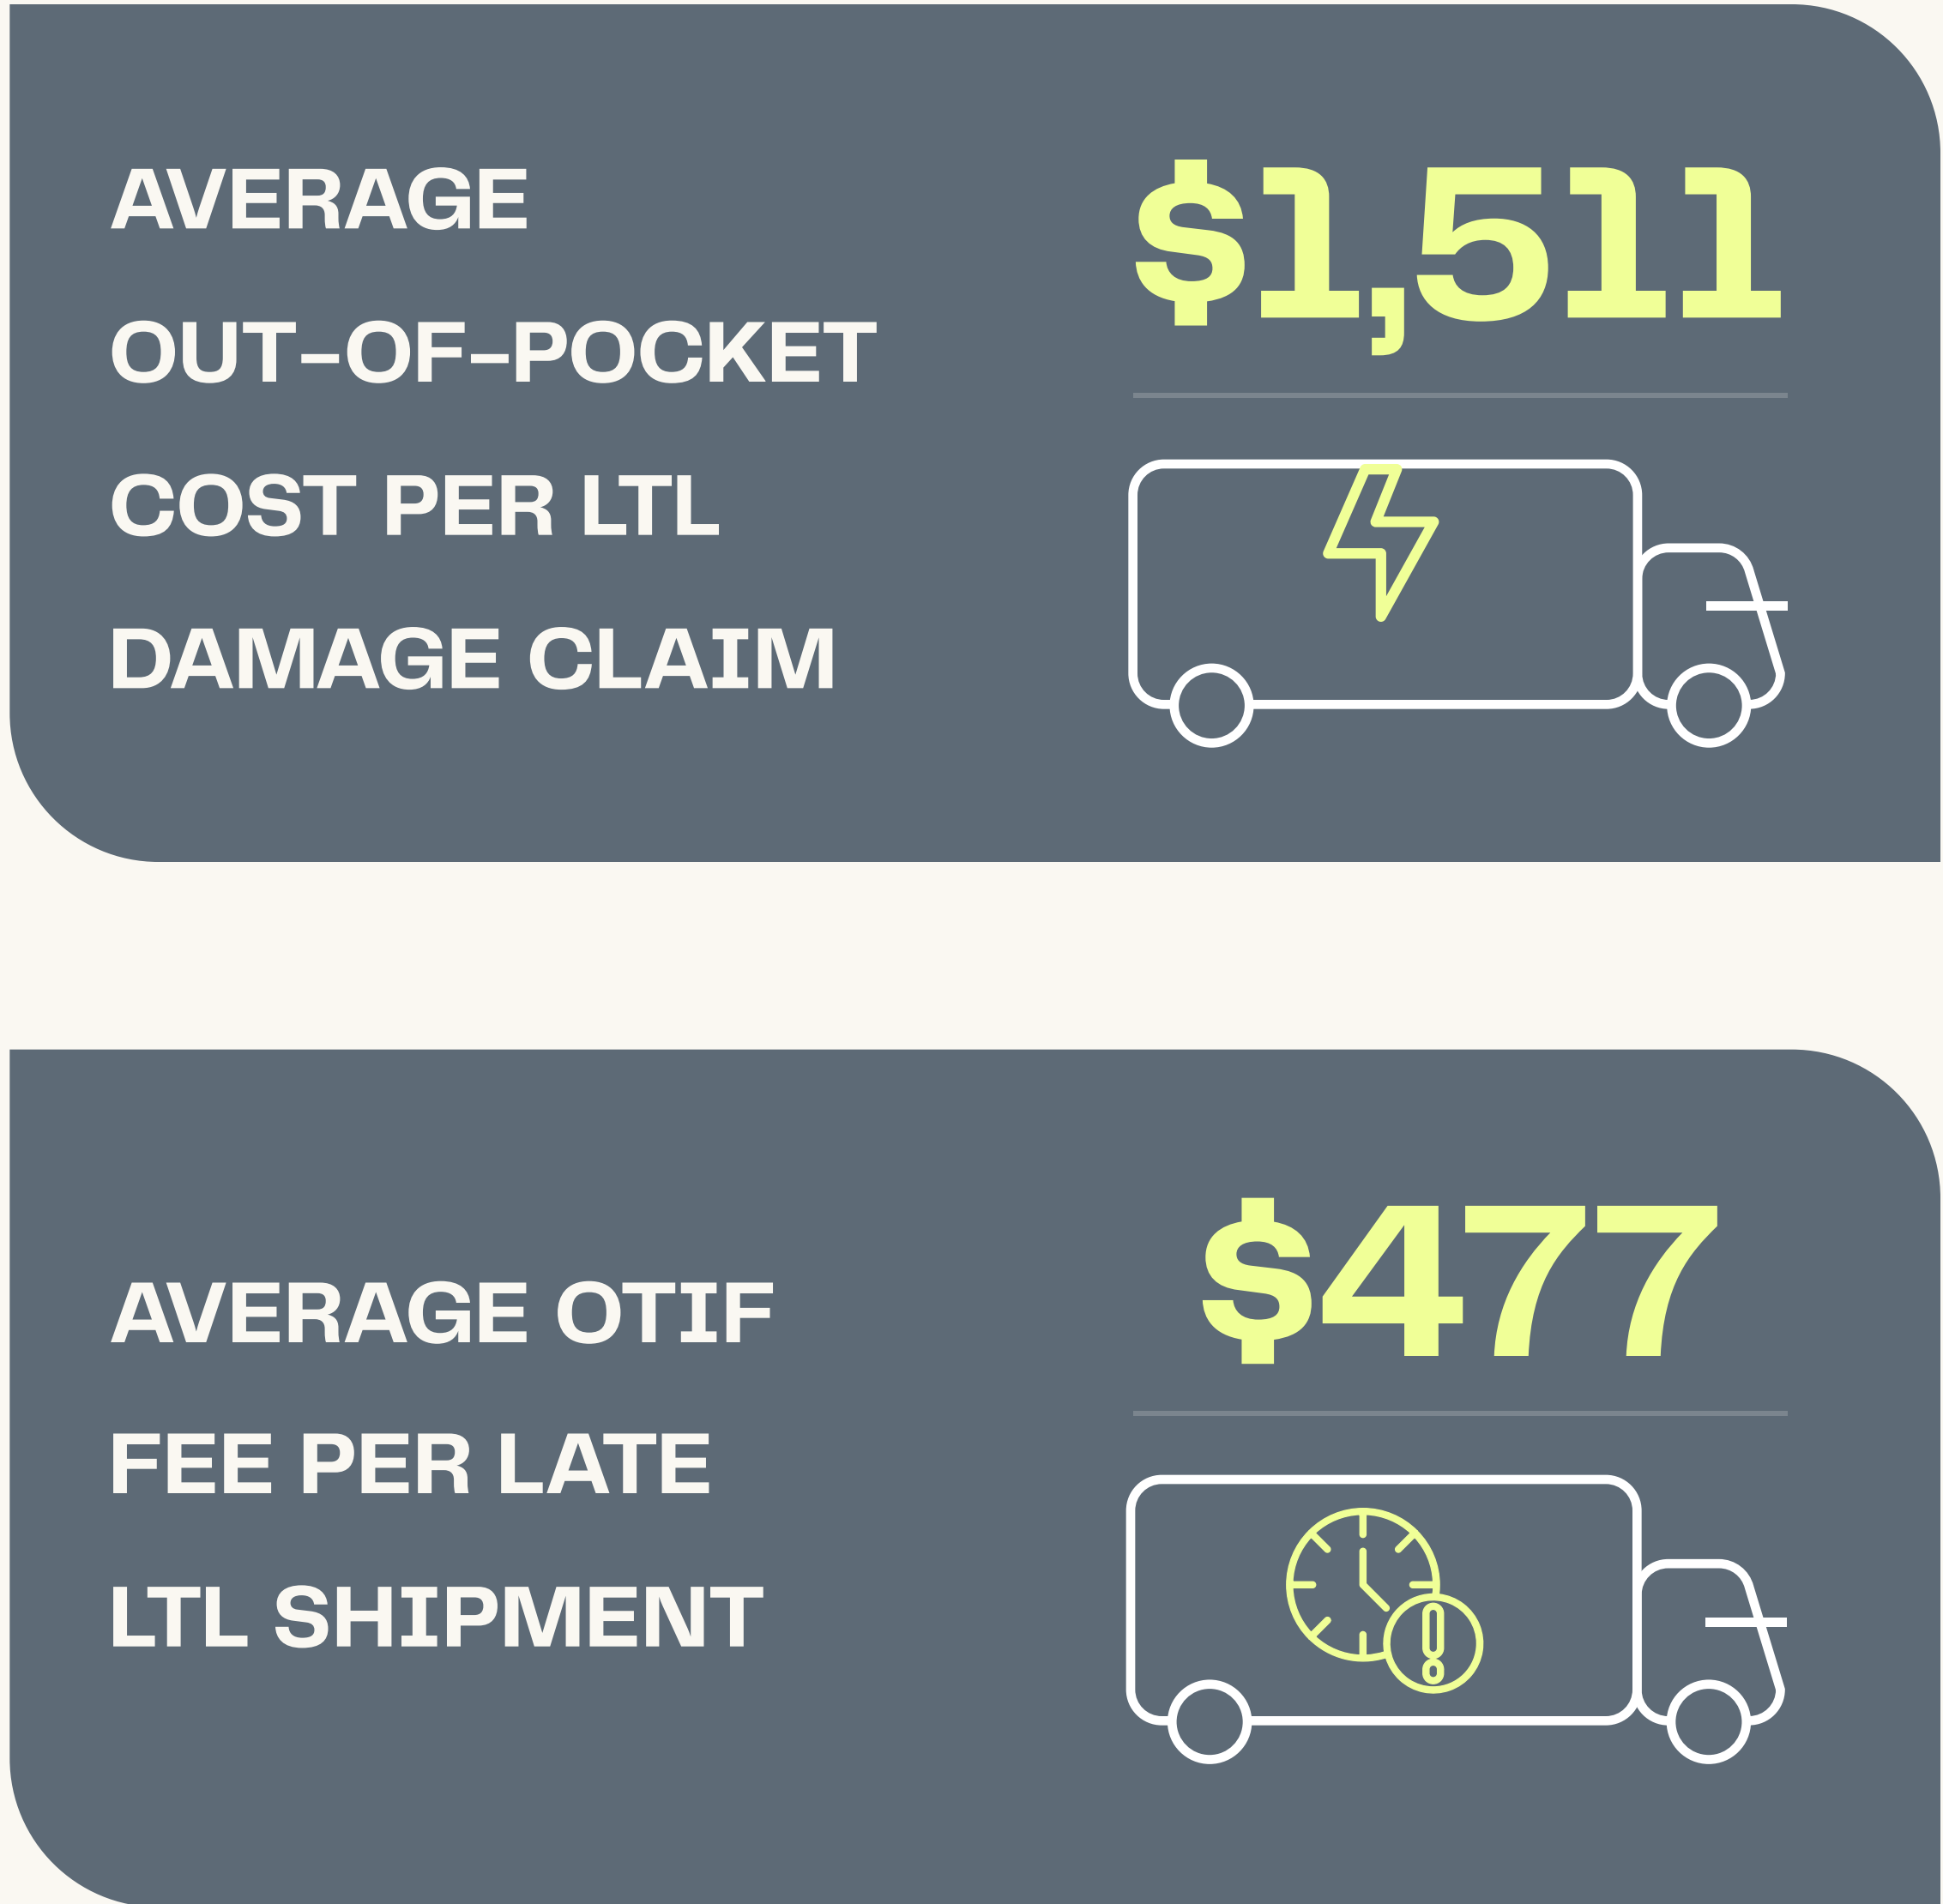 AVERAGE
OUT-OF-POCKET
COST PER LTL
DAMAGE CLAIM
$1,511
AVERAGE OTIF
FEE PER LATE
LTL SHIPMENT
$477